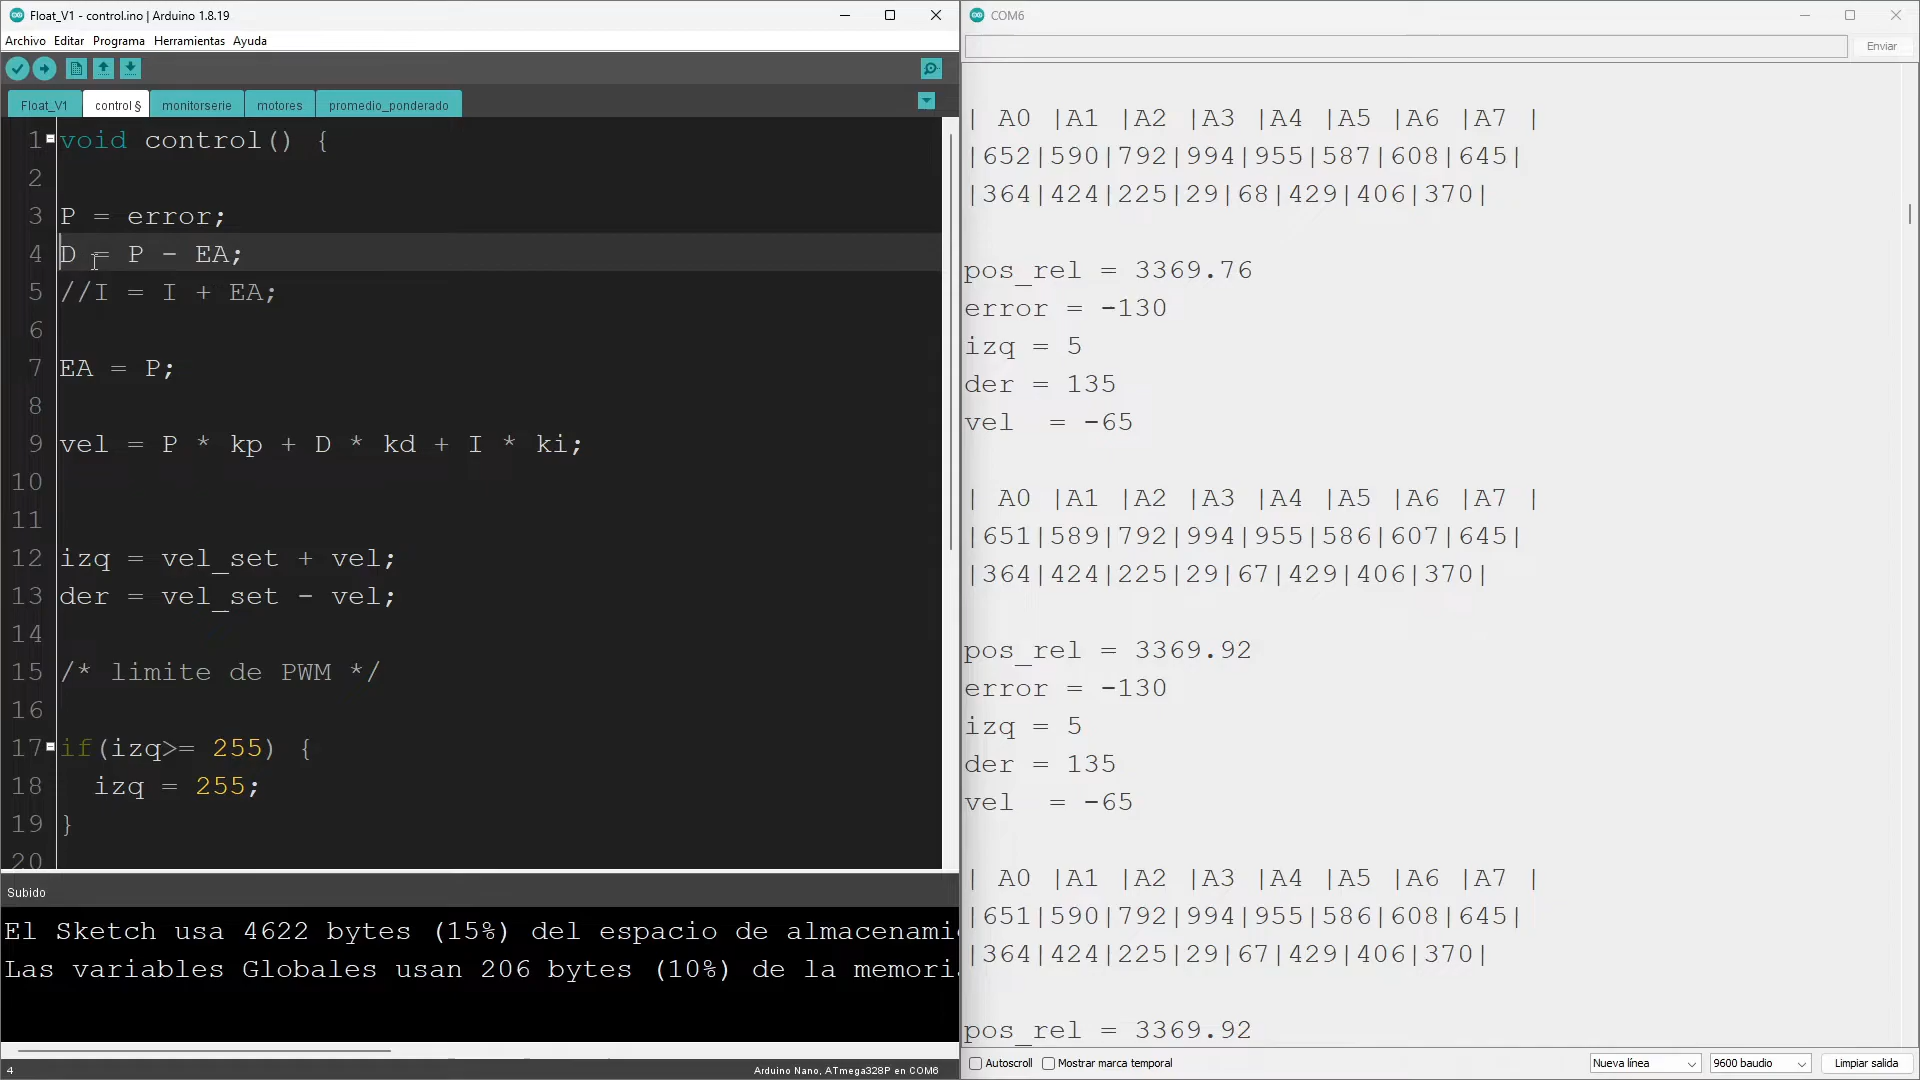 Float_V1 - control.ino | Arduino 1.8.19
Archivo Editar Programa Herramientas Ayuda
Float_V1 control § monitorserie motores promedio_ponderado
1 void control() {
2
3 P = error;
4 D = P - EA;
5 //I = I + EA;
6
7 EA = P;
8
9 vel = P * kp + D * kd + I * ki;
10
11
12 izq = vel_set + vel;
13 der = vel_set - vel;
14
15 /* limite de PWM */
16
17 if(izq>= 255) {
18 izq = 255;
19 }
20
Subido
El Sketch usa 4622 bytes (15%) del espacio de almacenami
Las variables Globales usan 206 bytes (10%) de la memori
4 Arduino Nano, ATmega328P en COM6
COM6
Enviar
| A0 |A1 |A2 |A3 |A4 |A5 |A6 |A7 |
|652|590|792|994|955|587|608|645|
|364|424|225|29|68|429|406|370|
pos_rel = 3369.76
error = -130
izq = 5
der = 135
vel = -65
| A0 |A1 |A2 |A3 |A4 |A5 |A6 |A7 |
|651|589|792|994|955|586|607|645|
|364|424|225|29|67|429|406|370|
pos_rel = 3369.92
error = -130
izq = 5
der = 135
vel = -65
| A0 |A1 |A2 |A3 |A4 |A5 |A6 |A7 |
|651|590|792|994|955|586|608|645|
|364|424|225|29|67|429|406|370|
pos_rel = 3369.92
Autoscroll Mostrar marca temporal Nueva línea 9600 baudio Limpiar salida